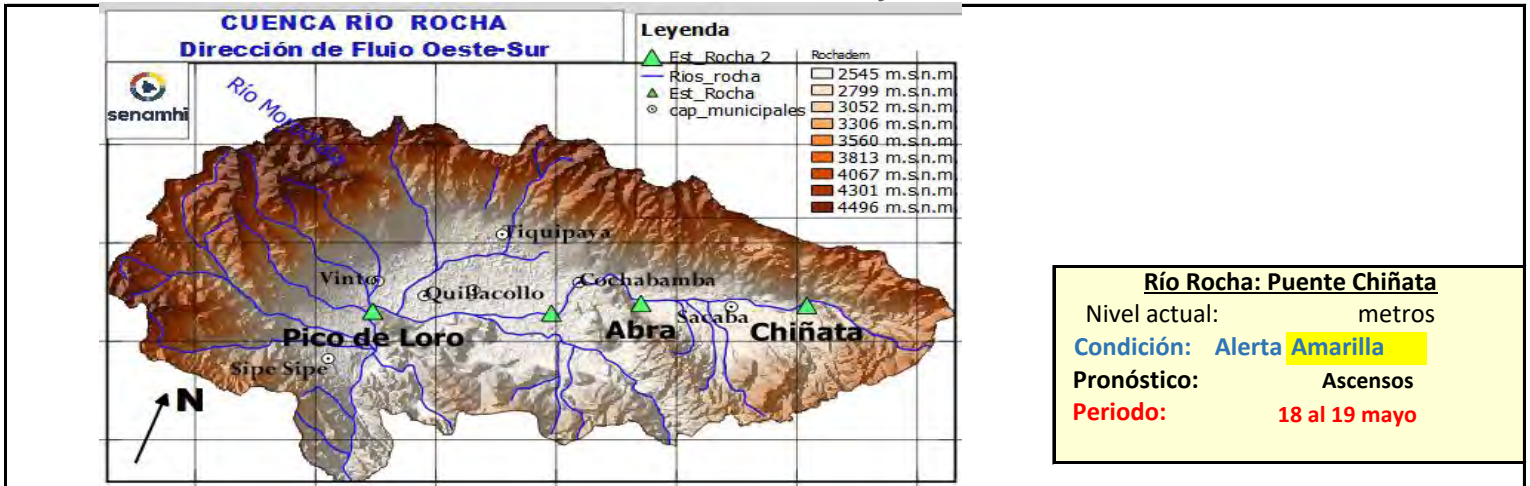 CUENCA RÍO ROCHA
Dirección de Flujo Oeste-Sur
senamhi
Leyenda
Est_Rocha 2
Rios_rocha
Est_Rocha
cap_municipales
Rochadem
2545 m.s.n.m.
2799 m.s.n.m.
3052 m.s.n.m.
3306 m.s.n.m.
3560 m.s.n.m.
3813 m.s.n.m.
4067 m.s.n.m.
4301 m.s.n.m.
4496 m.s.n.m.
Río Morochata
Tiquipaya
Vinto
Quillacollo
Cochabamba
Sacaba
Pico de Loro
Abra
Chiñata
Sipe Sipe
N
Río Rocha: Puente Chiñata
Nivel actual: metros
Condición: Alerta Amarilla
Pronóstico: Ascensos
Periodo: 18 al 19 mayo